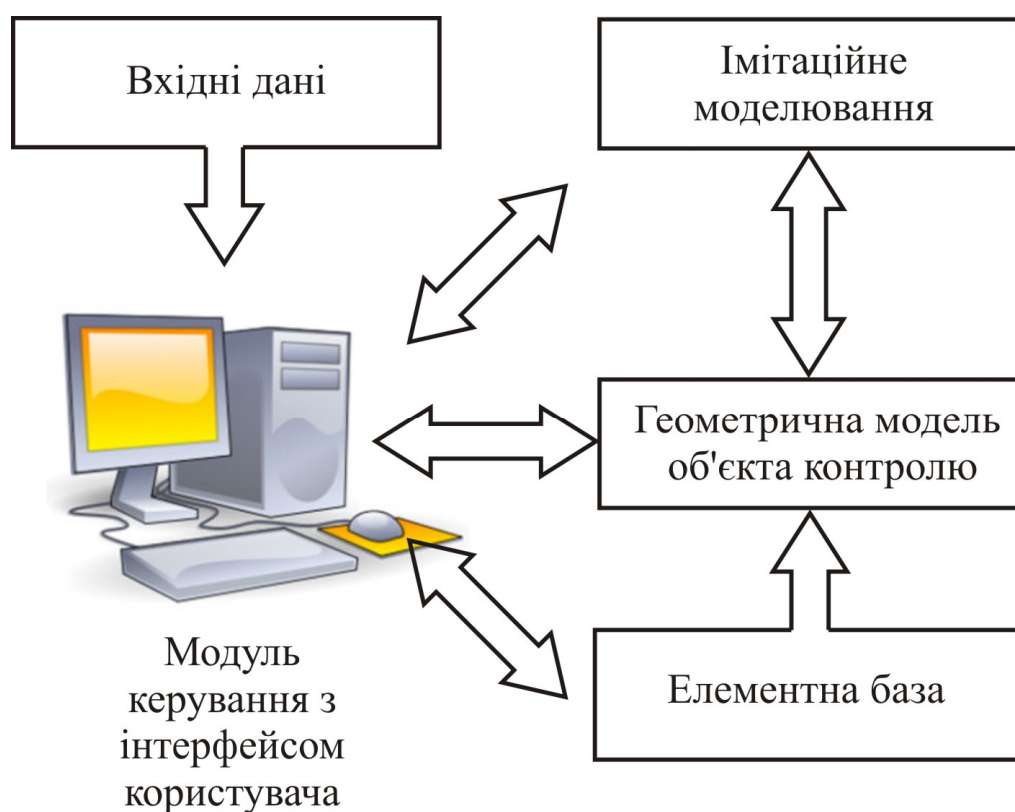 Вхідні дані
Імітаційне
моделювання
Геометрична модель
об'єкта контролю
Елементна база
Модуль
керування з
інтерфейсом
користувача